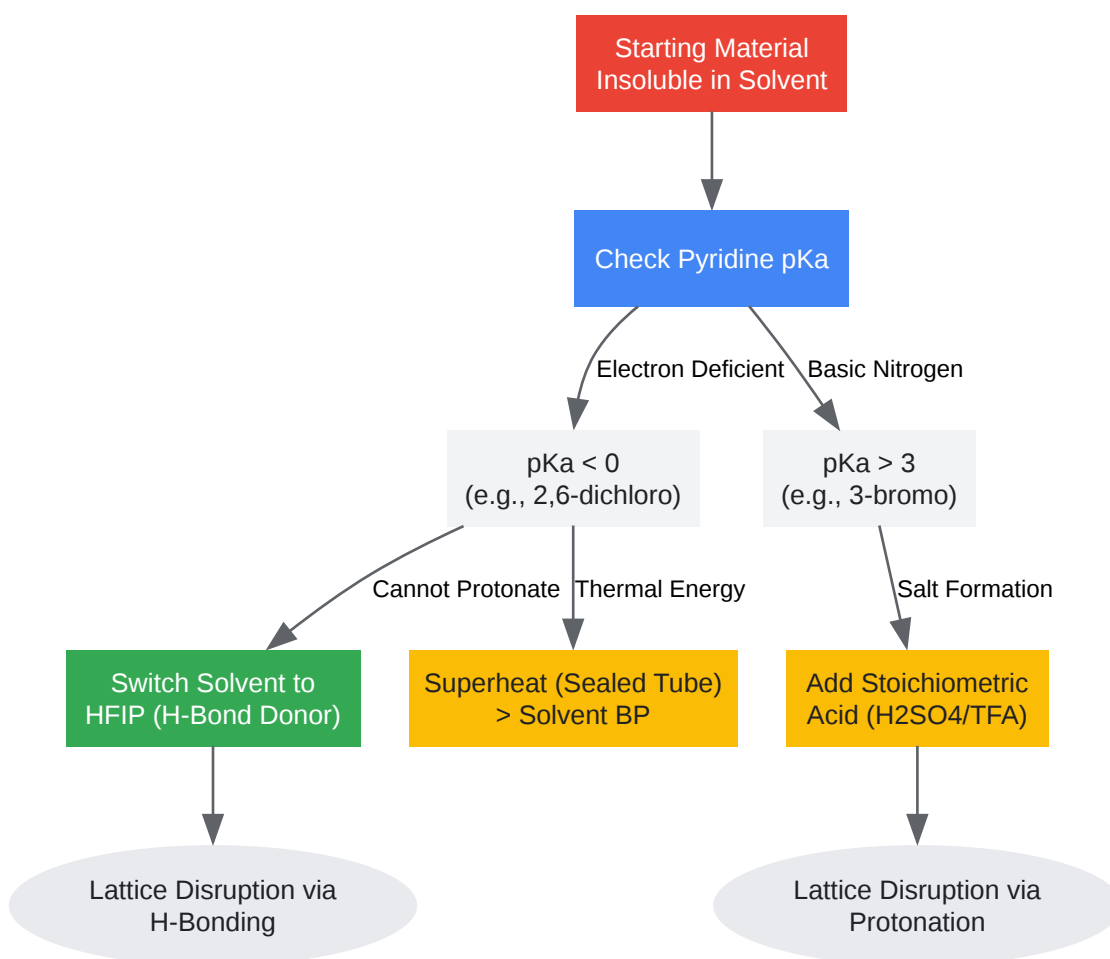 Starting Material
Insoluble in Solvent
Check Pyridine pKa
Electron Deficient
Basic Nitrogen
pKa < 0
(e.g., 2,6-dichloro)
pKa > 3
(e.g., 3-bromo)
Cannot Protonate
Thermal Energy
Salt Formation
Switch Solvent to
HFIP (H-Bond Donor)
Superheat (Sealed Tube)
> Solvent BP
Add Stoichiometric
Acid (H2SO4/TFA)
Lattice Disruption via
H-Bonding
Lattice Disruption via
Protonation